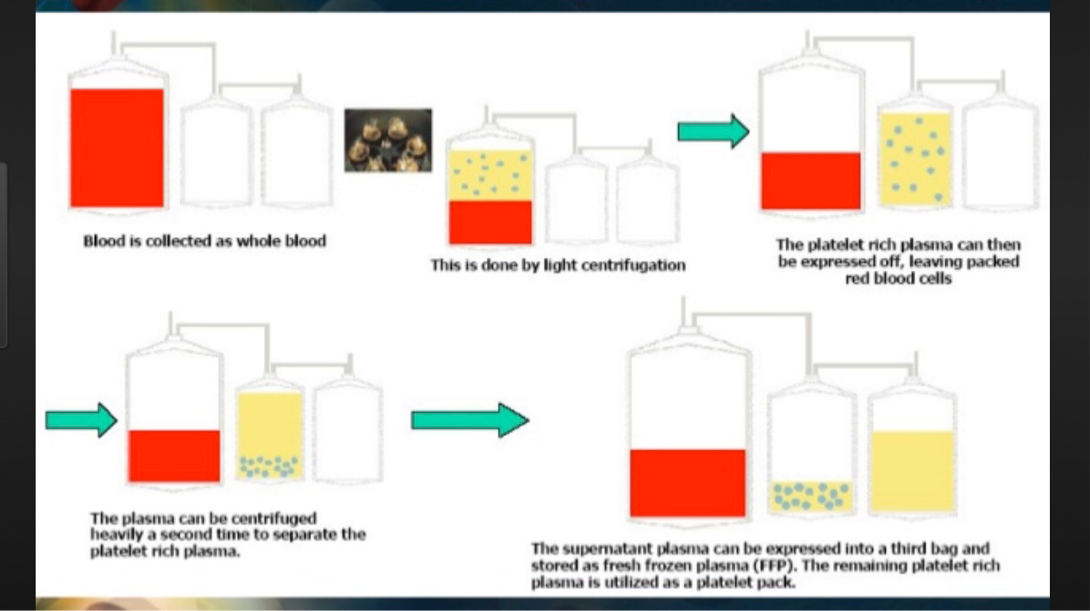 Blood is collected as whole blood
This is done by light centrifugation
The platelet rich plasma can then
be expressed off, leaving packed
red blood cells
The plasma can be centrifuged
heavily a second time to separate the
platelet rich plasma.
The supernatant plasma can be expressed into a third bag and
stored as fresh frozen plasma (FFP). The remaining platelet rich
plasma is utilized as a platelet pack.